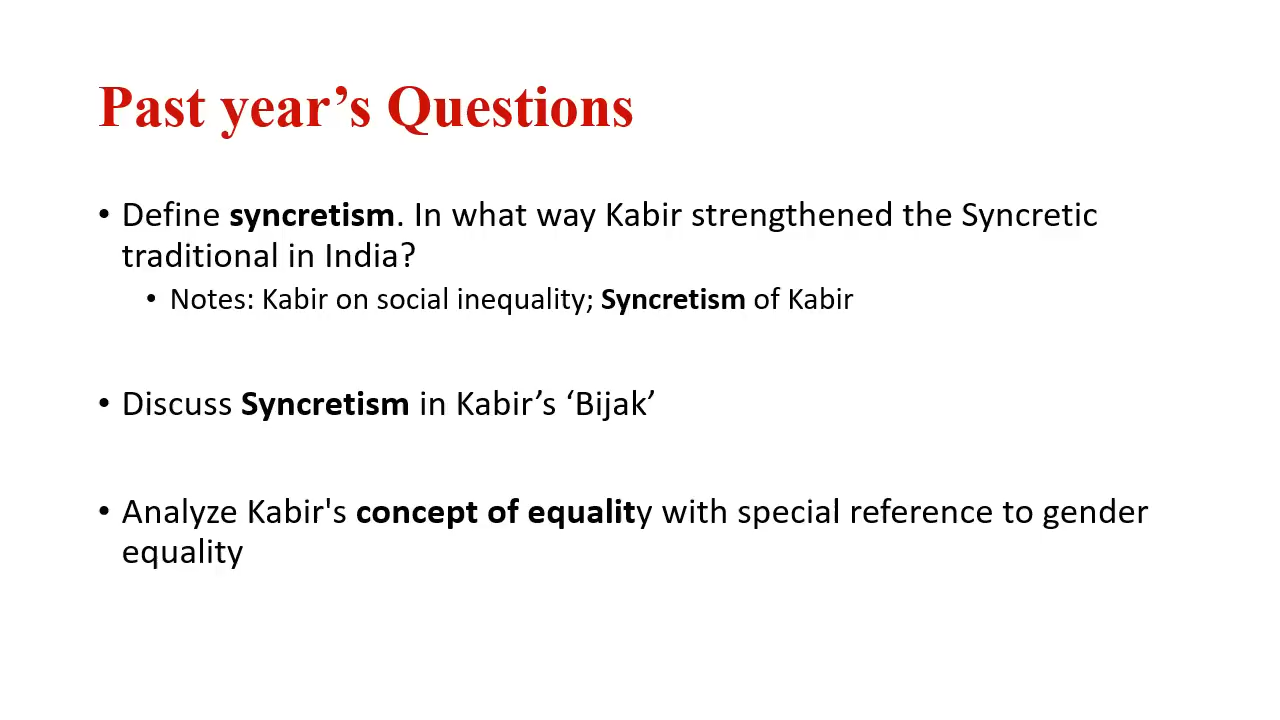 Past year’s Questions
• Define syncretism. In what way Kabir strengthened the Syncretic
traditional in India?
• Notes: Kabir on social inequality; Syncretism of Kabir
• Discuss Syncretism in Kabir’s ‘Bijak’
• Analyze Kabir's concept of equality with special reference to gender
equality